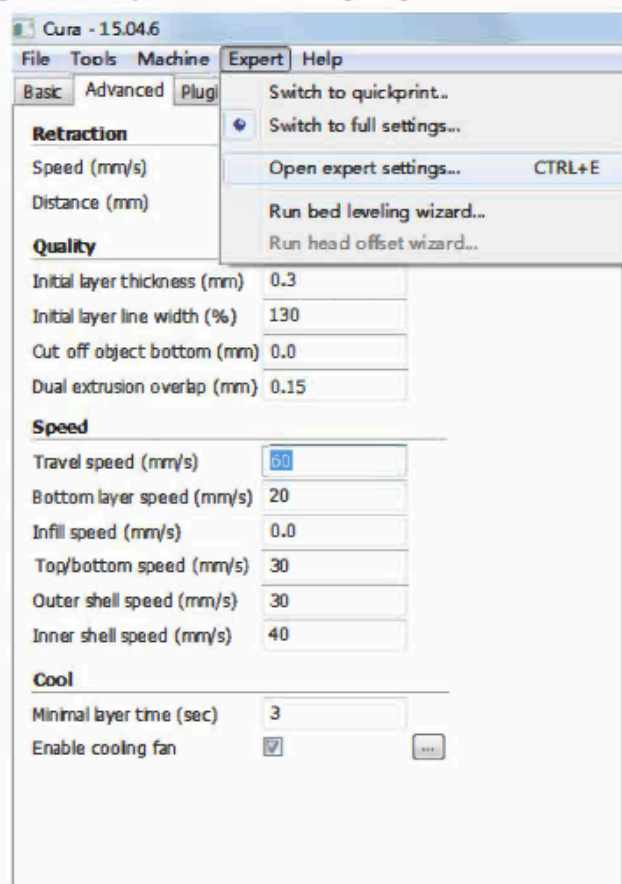 Cura - 15.04.6
File Tools Machine Expert Help
Basic Advanced Plugi
Switch to quickprint...
Switch to full settings...
Open expert settings... CTRL+E
Run bed leveling wizard...
Run head offset wizard...
Retraction
Speed (mm/s)
Distance (mm)
Quality
Initial layer thickness (mm) 0.3
Initial layer line width (%) 130
Cut off object bottom (mm) 0.0
Dual extrusion overlap (mm) 0.15
Speed
Travel speed (mm/s) 60
Bottom layer speed (mm/s) 20
Infill speed (mm/s) 0.0
Top/bottom speed (mm/s) 30
Outer shell speed (mm/s) 30
Inner shell speed (mm/s) 40
Cool
Minimal layer time (sec) 3
Enable cooling fan ...